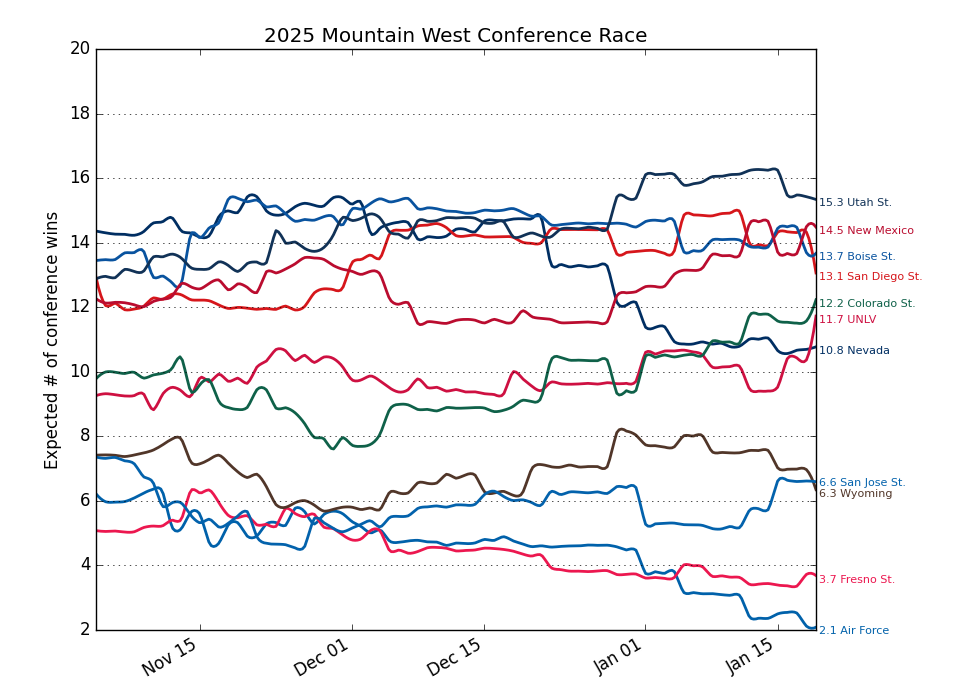 2025 Mountain West Conference Race
Expected # of conference wins
20
18
16
14
12
10
8
6
4
2
15.3 Utah St.
14.5 New Mexico
13.7 Boise St.
13.1 San Diego St.
12.2 Colorado St.
11.7 UNLV
10.8 Nevada
6.6 San Jose St.
6.3 Wyoming
3.7 Fresno St.
2.1 Air Force
Nov 15
Dec 01
Dec 15
Jan 01
Jan 15